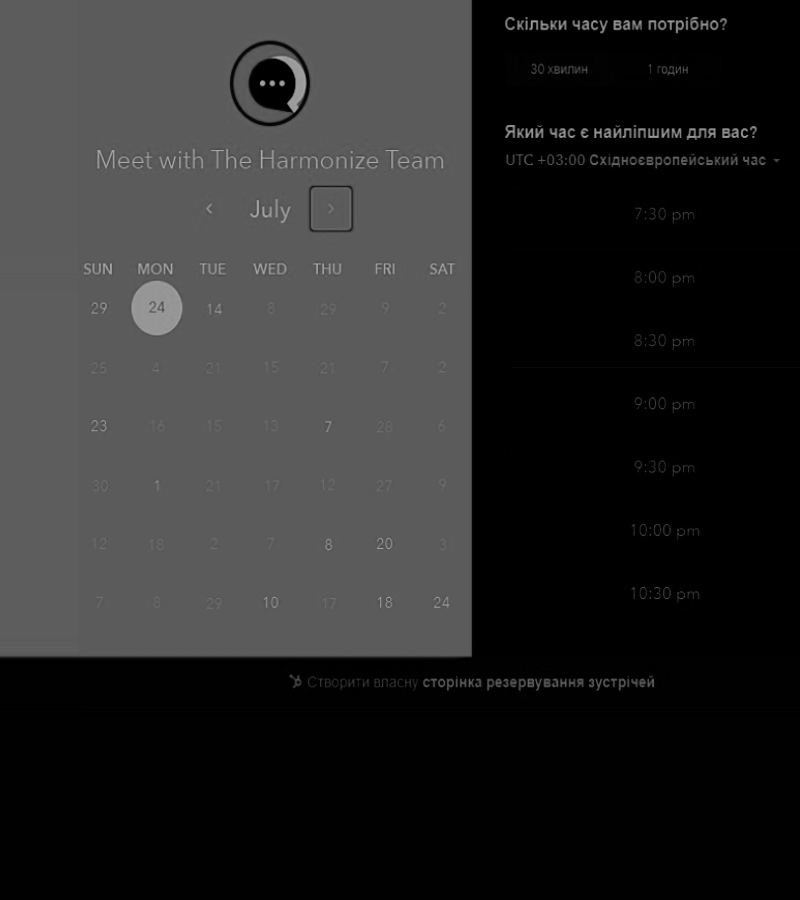 Meet with The Harmonize Team
July
SUN MON TUE WED THU FRI SAT
29 24 14 8 29 9 2
25 4 21 15 21 7 2
23 16 15 13 7 28 6
30 1 21 17 12 27 9
12 18 2 7 8 20 3
7 8 29 10 17 18 24
Скільки часу вам потрібно?
30 хвилин 1 годин
Який час є найліпшим для вас?
UTC +03:00 Східноєвропейський час
7:30 pm
8:00 pm
8:30 pm
9:00 pm
9:30 pm
10:00 pm
10:30 pm
Створити власну сторінка резервування зустрічей